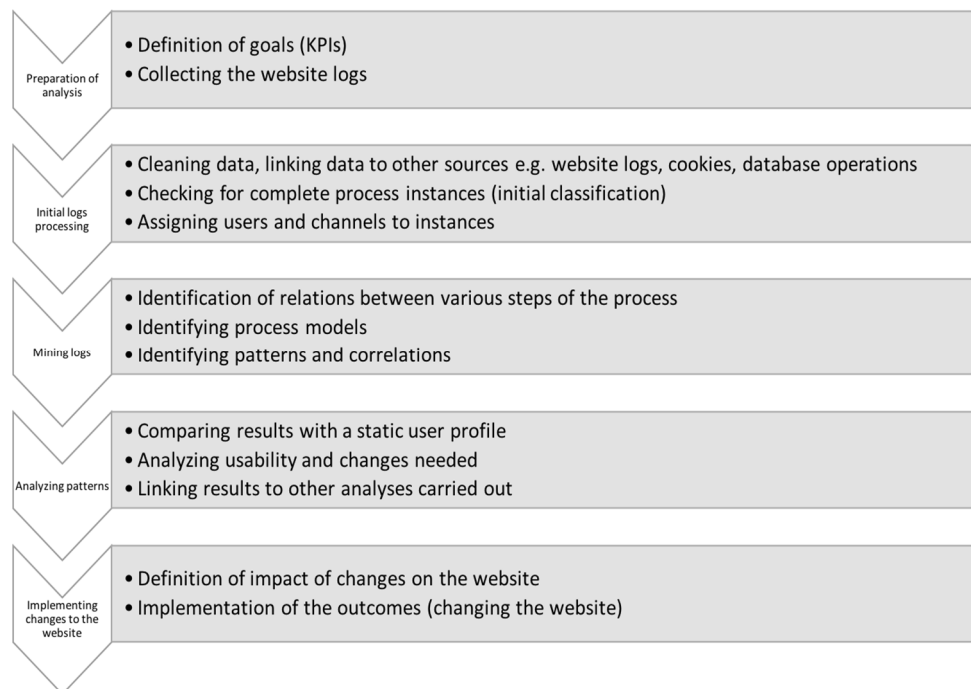 Preparation of
analysis
• Definition of goals (KPIs)
• Collecting the website logs
Initial logs
processing
• Cleaning data, linking data to other sources e.g. website logs, cookies, database operations
• Checking for complete process instances (initial classification)
• Assigning users and channels to instances
Mining logs
• Identification of relations between various steps of the process
• Identifying process models
• Identifying patterns and correlations
Analyzing patterns
• Comparing results with a static user profile
• Analyzing usability and changes needed
• Linking results to other analyses carried out
Implementing
changes to the
website
• Definition of impact of changes on the website
• Implementation of the outcomes (changing the website)